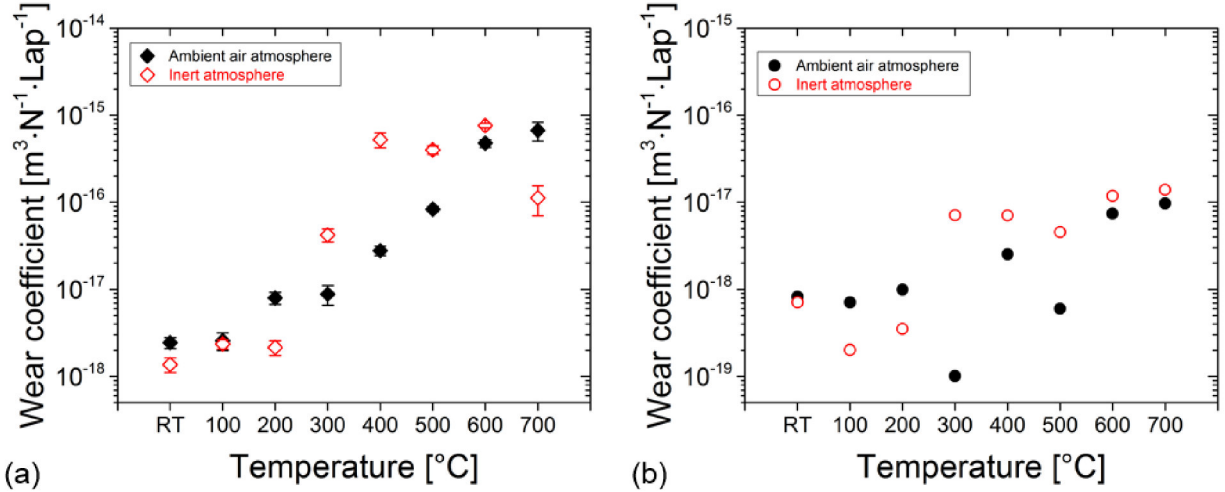 Wear coefficient [m³·N⁻¹·Lap⁻¹]
10⁻¹⁴
10⁻¹⁵
10⁻¹⁶
10⁻¹⁷
10⁻¹⁸
Ambient air atmosphere
Inert atmosphere
RT 100 200 300 400 500 600 700
Temperature [°C]
(a)
Wear coefficient [m³·N⁻¹·Lap⁻¹]
10⁻¹⁵
10⁻¹⁶
10⁻¹⁷
10⁻¹⁸
10⁻¹⁹
Ambient air atmosphere
Inert atmosphere
RT 100 200 300 400 500 600 700
Temperature [°C]
(b)